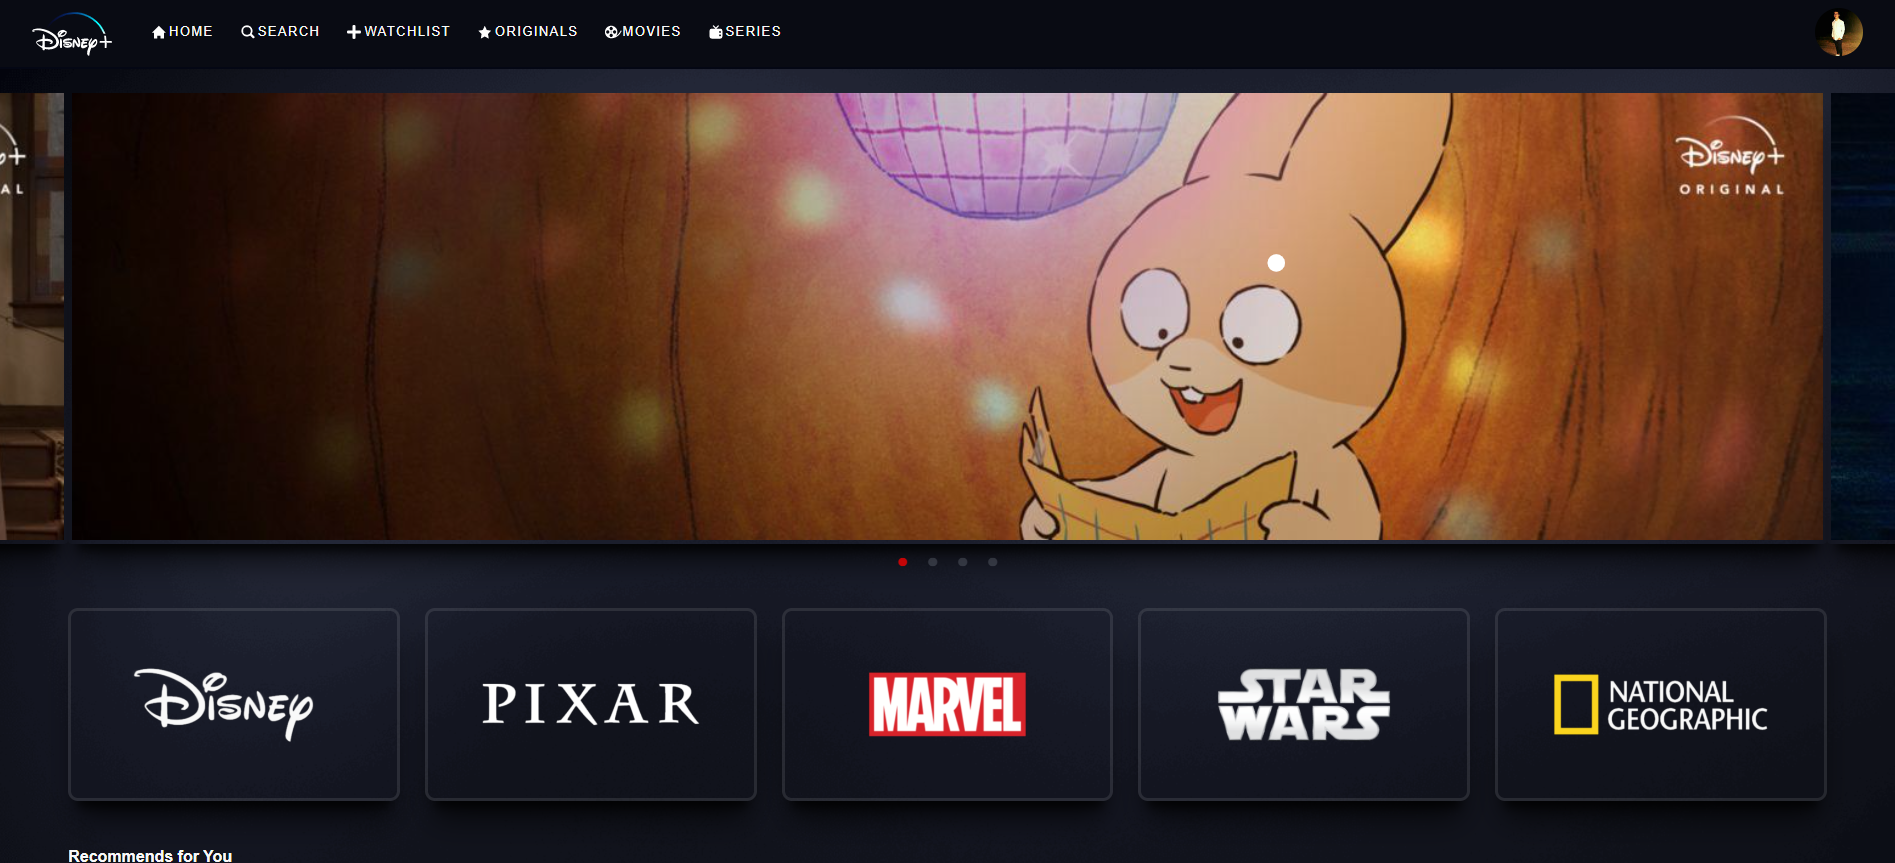 Disney+
HOME
SEARCH
WATCHLIST
ORIGINALS
MOVIES
SERIES
AL
Disney+
ORIGINAL
Disney
PIXAR
MARVEL
STAR
WARS
NATIONAL
GEOGRAPHIC
Recommends for You